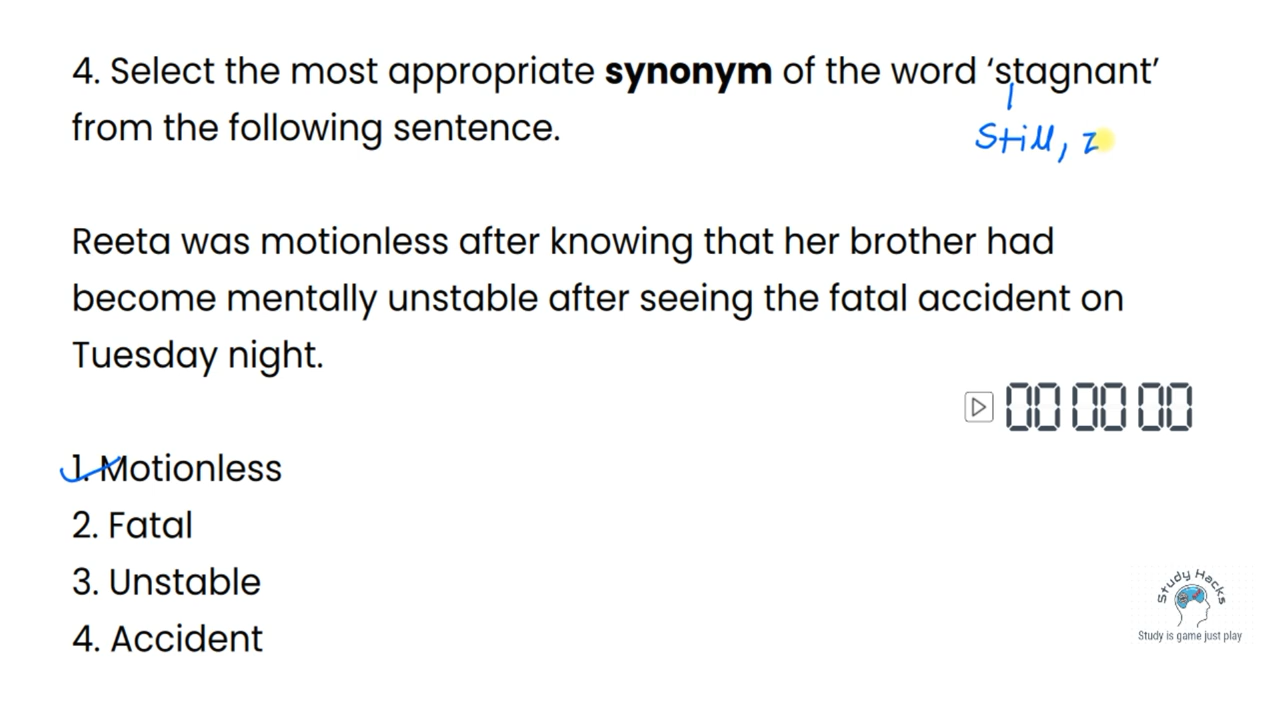 4. Select the most appropriate synonym of the word ‘stagnant’
from the following sentence.
Still, z
Reeta was motionless after knowing that her brother had
become mentally unstable after seeing the fatal accident on
Tuesday night.
00 00 00
1. Motionless
2. Fatal
3. Unstable
4. Accident
Study Hacks
Study is game just play